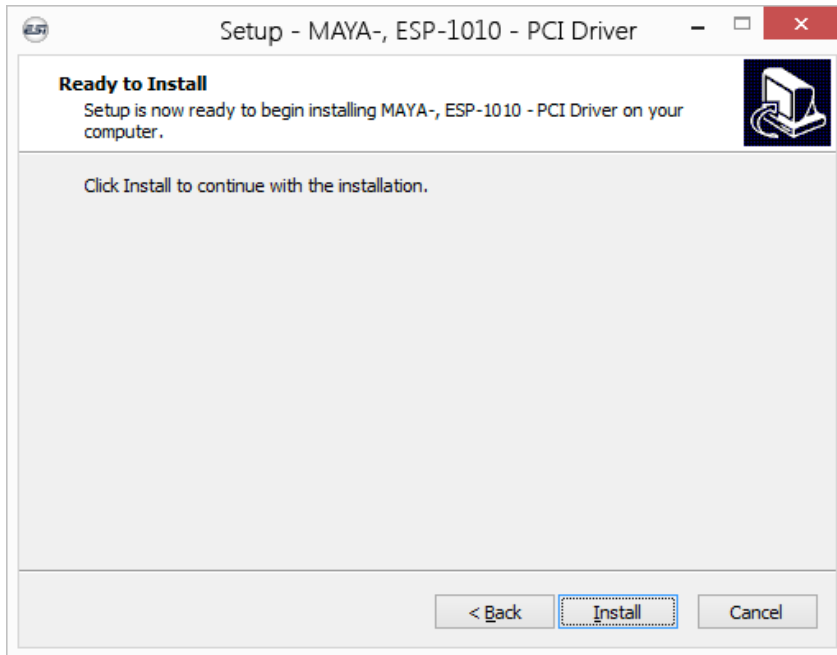 ESI
Setup - MAYA-, ESP-1010 - PCI Driver
Ready to Install
Setup is now ready to begin installing MAYA-, ESP-1010 - PCI Driver on your
computer.
Click Install to continue with the installation.
< Back
Install
Cancel